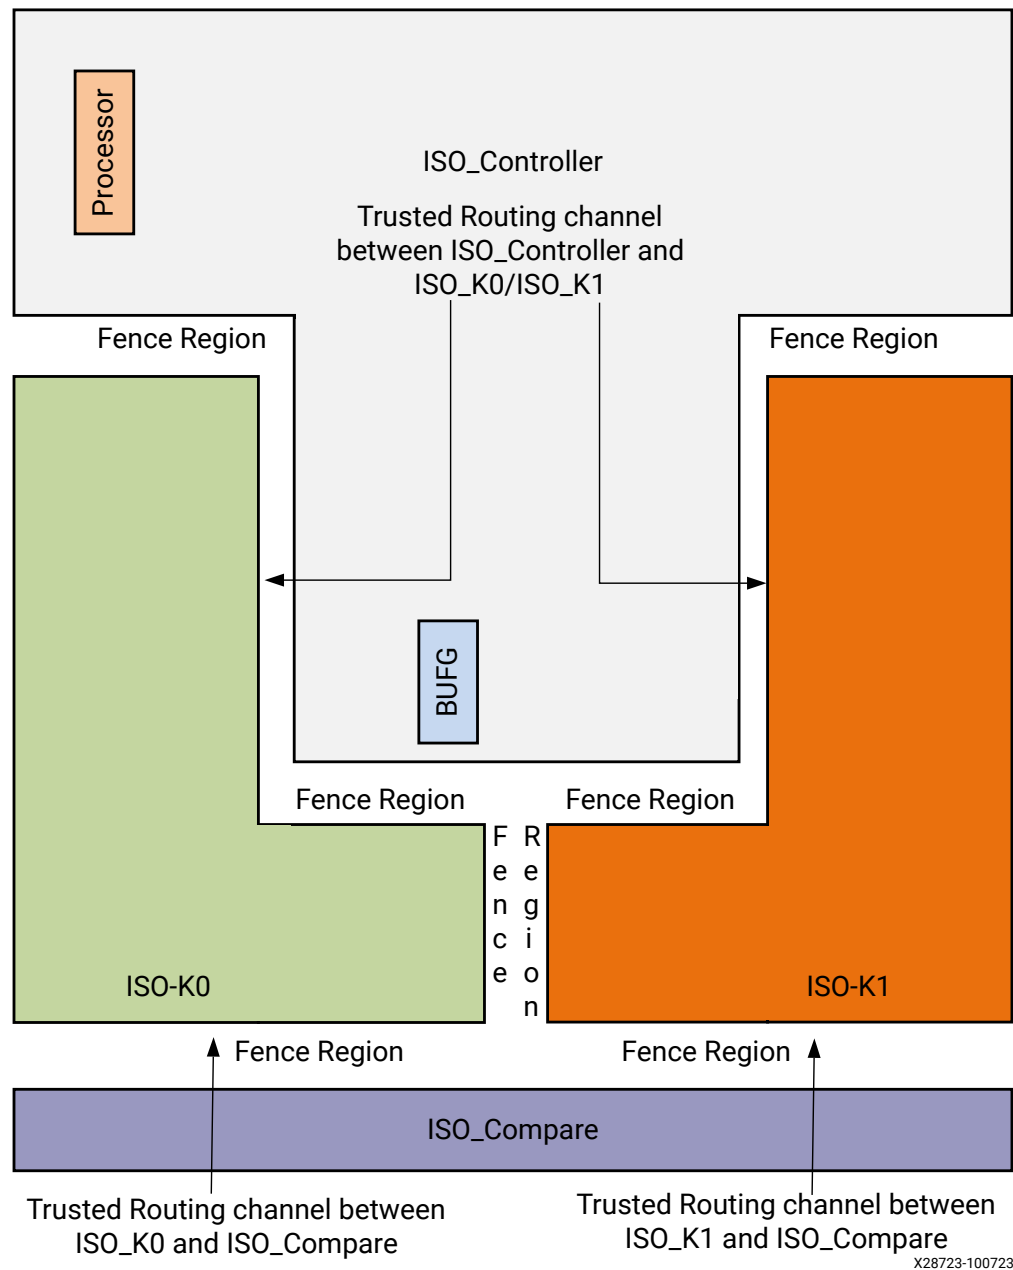 Processor
ISO_Controller
Trusted Routing channel
between ISO_Controller and
ISO_K0/ISO_K1
Fence Region
Fence Region
BUFG
Fence Region
Fence Region
Fence Region
ISO-K0
ISO-K1
Fence Region
Fence Region
ISO_Compare
Trusted Routing channel between
ISO_K0 and ISO_Compare
Trusted Routing channel between
ISO_K1 and ISO_Compare
X28723-100723